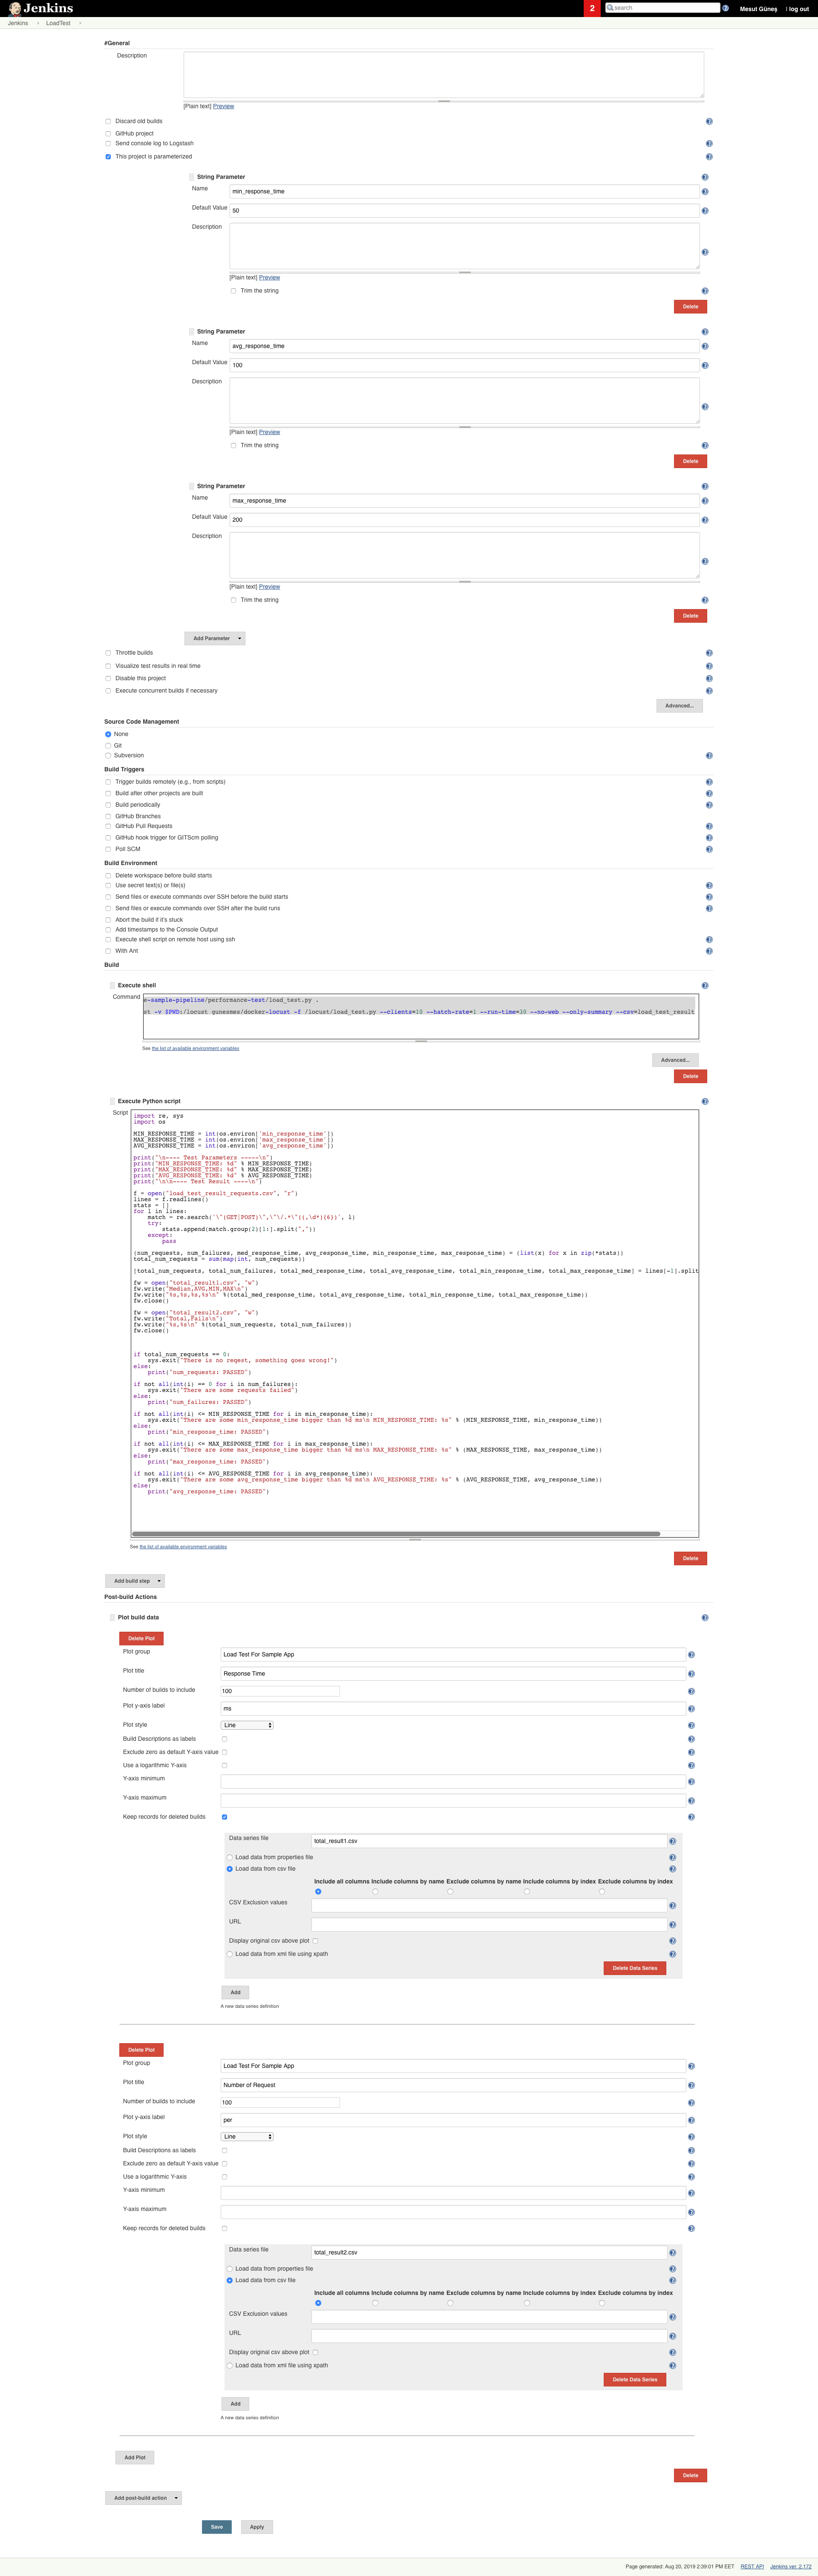 Jenkins
2
search
Mesut Güneş
| log out
Jenkins
LoadTest
#General
Description
[Plain text] Preview
Discard old builds
GitHub project
Send console log to Logstash
This project is parameterized
String Parameter
Name
min_response_time
Default Value
50
Description
[Plain text] Preview
Trim the string
Delete
String Parameter
Name
avg_response_time
Default Value
100
Description
[Plain text] Preview
Trim the string
Delete
String Parameter
Name
max_response_time
Default Value
200
Description
[Plain text] Preview
Trim the string
Delete
Add Parameter
Throttle builds
Visualize test results in real time
Disable this project
Execute concurrent builds if necessary
Advanced...
Source Code Management
None
Git
Subversion
Build Triggers
Trigger builds remotely (e.g., from scripts)
Build after other projects are built
Build periodically
GitHub Branches
GitHub Pull Requests
GitHub hook trigger for GITScm polling
Poll SCM
Build Environment
Delete workspace before build starts
Use secret text(s) or file(s)
Send files or execute commands over SSH before the build starts
Send files or execute commands over SSH after the build runs
Abort the build if it's stuck
Add timestamps to the Console Output
Execute shell script on remote host using ssh
With Ant
Build
Execute shell
Command
e-sample-pipeline/performance-test/load_test.py .
st -v $PWD:/locust gunesmes/docker-locust -f /locust/load_test.py --clients=10 --hatch-rate=1 --run-time=30 --no-web --only-summary --csv=load_test_result
See the list of available environment variables
Advanced...
Delete
Execute Python script
Script
import re, sys
import os
MIN_RESPONSE_TIME = int(os.environ['min_response_time'])
MAX_RESPONSE_TIME = int(os.environ['max_response_time'])
AVG_RESPONSE_TIME = int(os.environ['avg_response_time'])
print("\n---- Test Parameters -----\n")
print("MIN_RESPONSE_TIME: %d" % MIN_RESPONSE_TIME)
print("MAX_RESPONSE_TIME: %d" % MAX_RESPONSE_TIME)
print("AVG_RESPONSE_TIME: %d" % AVG_RESPONSE_TIME)
print("\n\n---- Test Result ----\n")
f = open("load_test_result_requests.csv", "r")
lines = f.readlines()
stats = []
for l in lines:
match = re.search('\"(GET|POST)\",\"\/.*\"((,\d*){6})', l)
try:
stats.append(match.group(2)[1:].split(","))
except:
pass
(num_requests, num_failures, med_response_time, avg_response_time, min_response_time, max_response_time) = (list(x) for x in zip(*stats))
total_num_requests = sum(map(int, num_requests))
[total_num_requests, total_num_failures, total_med_response_time, total_avg_response_time, total_min_response_time, total_max_response_time] = lines[-1].split
fw = open("total_result1.csv", "w")
fw.write("Median,AVG,MIN,MAX\n")
fw.write("%s,%s,%s,%s\n" %(total_med_response_time, total_avg_response_time, total_min_response_time, total_max_response_time))
fw.close()
fw = open("total_result2.csv", "w")
fw.write("Total,Fails\n")
fw.write("%s,%s\n" %(total_num_requests, total_num_failures))
fw.close()
if total_num_requests == 0:
sys.exit("There is no reqest, something goes wrong!")
else:
print("num_requests: PASSED")
if not all(int(i) == 0 for i in num_failures):
sys.exit("There are some requests failed")
else:
print("num_failures: PASSED")
if not all(int(i) <= MIN_RESPONSE_TIME for i in min_response_time):
sys.exit("There are some min_response_time bigger than %d ms\n MIN_RESPONSE_TIME: %s" % (MIN_RESPONSE_TIME, min_response_time))
else:
print("min_response_time: PASSED")
if not all(int(i) <= MAX_RESPONSE_TIME for i in max_response_time):
sys.exit("There are some max_response_time bigger than %d ms\n MAX_RESPONSE_TIME: %s" % (MAX_RESPONSE_TIME, max_response_time))
else:
print("max_response_time: PASSED")
if not all(int(i) <= AVG_RESPONSE_TIME for i in avg_response_time):
sys.exit("There are some avg_response_time bigger than %d ms\n AVG_RESPONSE_TIME: %s" % (AVG_RESPONSE_TIME, avg_response_time))
else:
print("avg_response_time: PASSED")
See the list of available environment variables
Delete
Add build step
Post-build Actions
Plot build data
Delete Plot
Plot group
Load Test For Sample App
Plot title
Response Time
Number of builds to include
100
Plot y-axis label
ms
Plot style
Line
Build Descriptions as labels
Exclude zero as default Y-axis value
Use a logarithmic Y-axis
Y-axis minimum
Y-axis maximum
Keep records for deleted builds
Data series file
total_result1.csv
Load data from properties file
Load data from csv file
Include all columns Include columns by name Exclude columns by name Include columns by index Exclude columns by index
CSV Exclusion values
URL
Display original csv above plot
Load data from xml file using xpath
Delete Data Series
Add
A new data series definition
Delete Plot
Plot group
Load Test For Sample App
Plot title
Number of Request
Number of builds to include
100
Plot y-axis label
per
Plot style
Line
Build Descriptions as labels
Exclude zero as default Y-axis value
Use a logarithmic Y-axis
Y-axis minimum
Y-axis maximum
Keep records for deleted builds
Data series file
total_result2.csv
Load data from properties file
Load data from csv file
Include all columns Include columns by name Exclude columns by name Include columns by index Exclude columns by index
CSV Exclusion values
URL
Display original csv above plot
Load data from xml file using xpath
Delete Data Series
Add
A new data series definition
Add Plot
Delete
Add post-build action
Save
Apply
Page generated: Aug 20, 2019 2:39:01 PM EET
REST API
Jenkins ver. 2.172